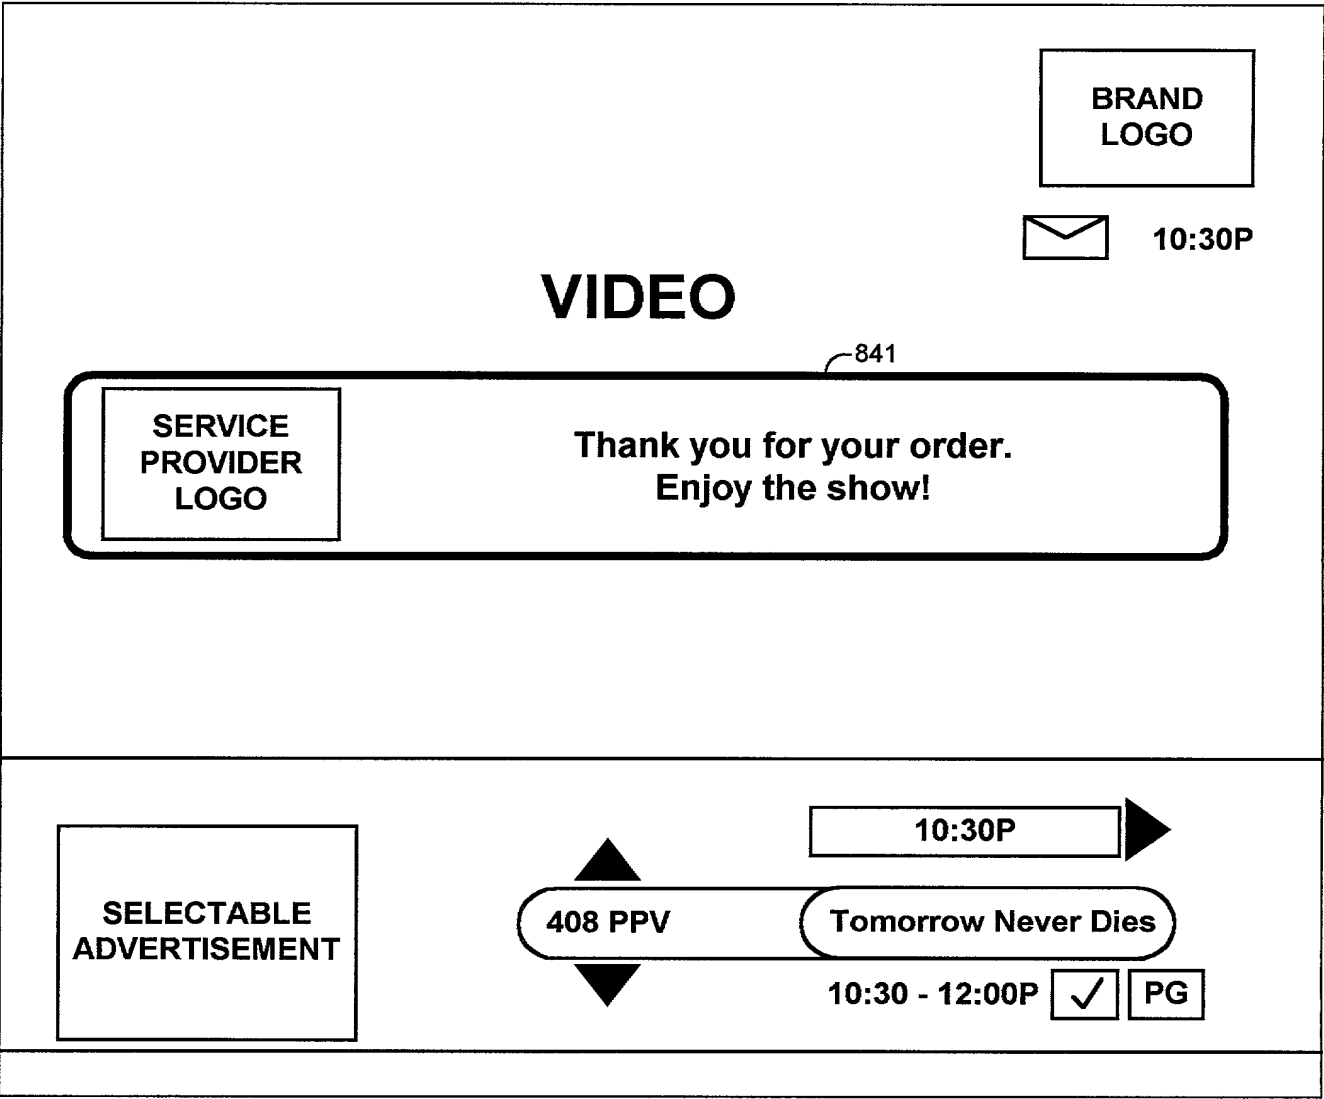 BRAND
LOGO
10:30P
VIDEO
841
SERVICE
PROVIDER
LOGO
Thank you for your order.
Enjoy the show!
SELECTABLE
ADVERTISEMENT
10:30P
408 PPV
Tomorrow Never Dies
10:30 - 12:00P
PG